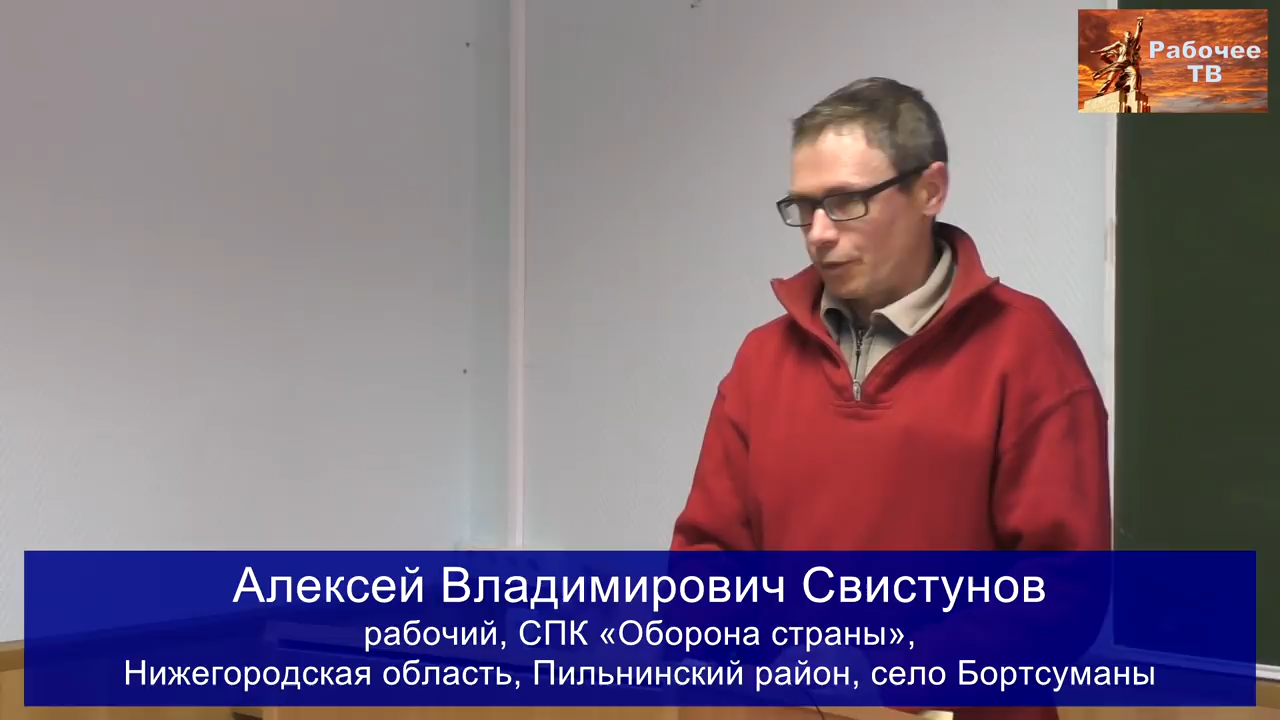 Рабочее
ТВ
Алексей Владимирович Свистунов
рабочий, СПК «Оборона страны»,
Нижегородская область, Пильнинский район, село Бортсуманы